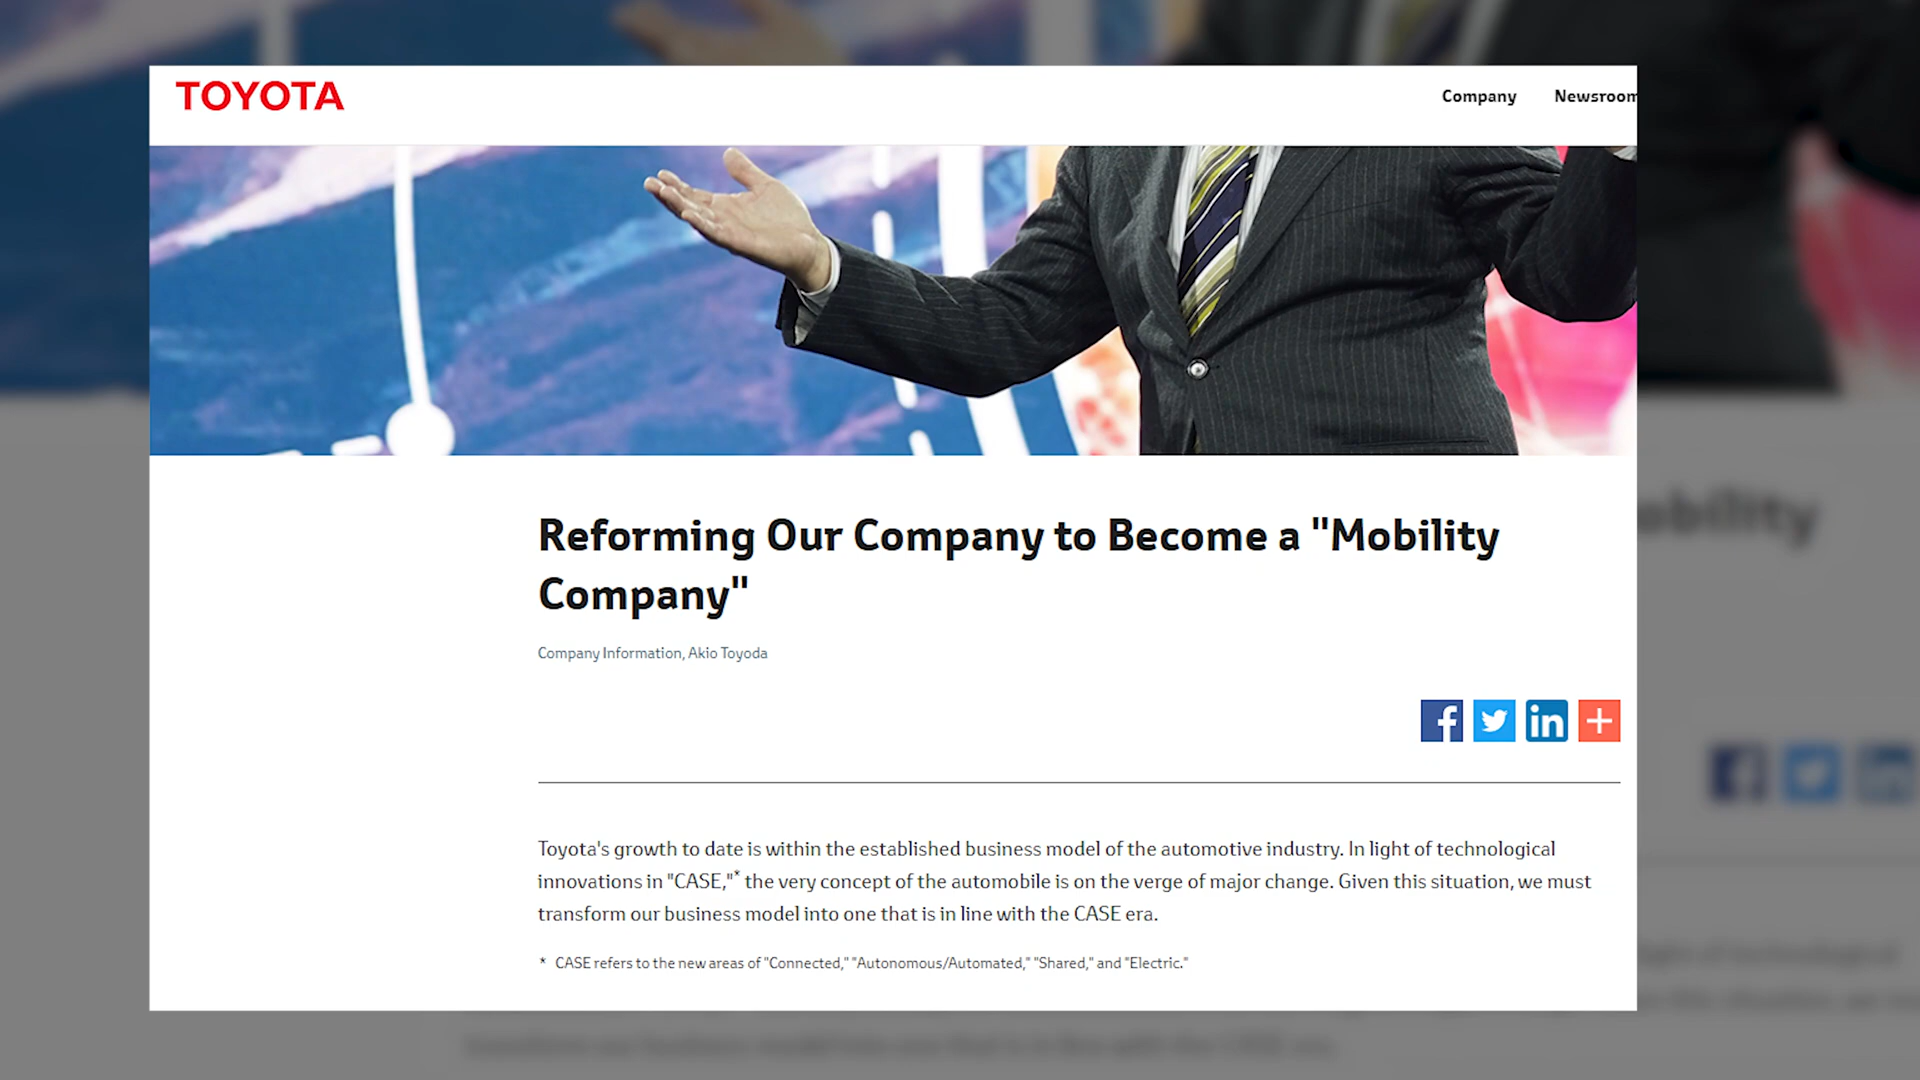 TOYOTA
Company Newsroom
Reforming Our Company to Become a "Mobility
Company"
Company Information, Akio Toyoda
Toyota's growth to date is within the established business model of the automotive industry. In light of technological
innovations in "CASE,"* the very concept of the automobile is on the verge of major change. Given this situation, we must
transform our business model into one that is in line with the CASE era.
* CASE refers to the new areas of "Connected," "Autonomous/Automated," "Shared," and "Electric."